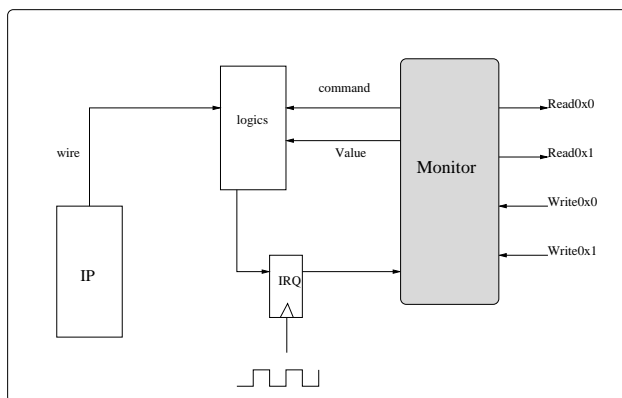 command
Read0x0
logics
wire
Value
Read0x1
Monitor
Write0x0
Write0x1
IP
IRQ